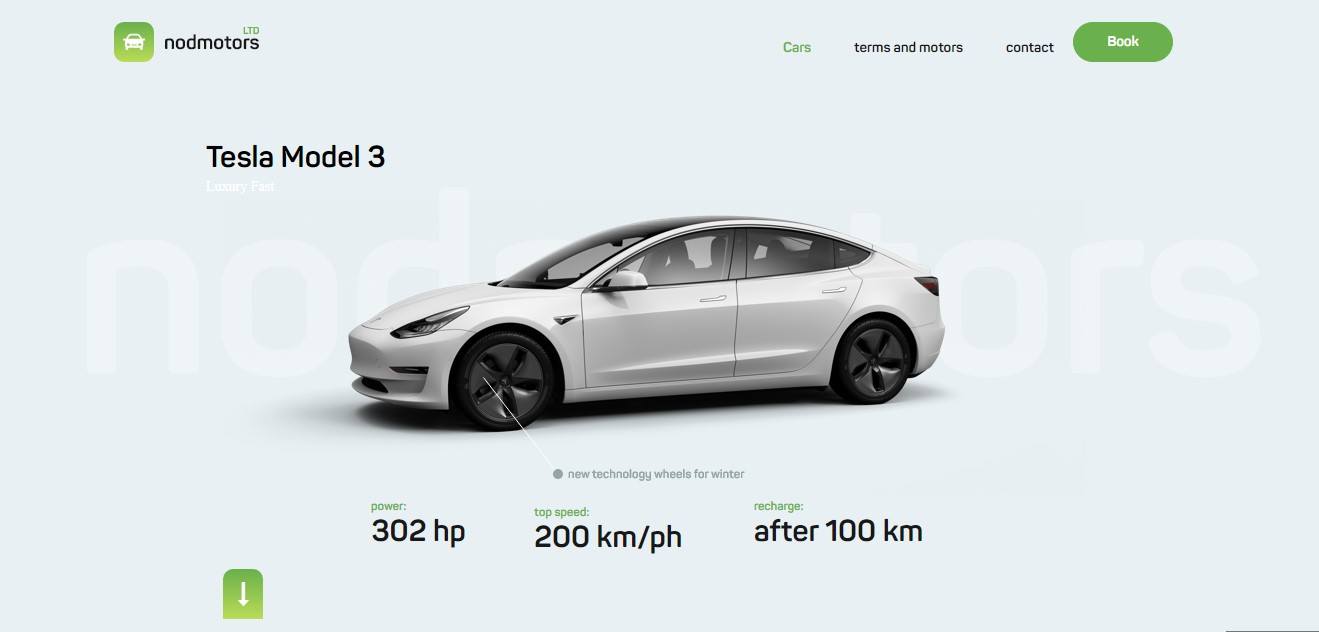 LTD
nodmotors
Cars
terms and motors
contact
Book
Tesla Model 3
Luxury Fast
nodmotors
new technology wheels for winter
power:
302 hp
top speed:
200 km/ph
recharge:
after 100 km